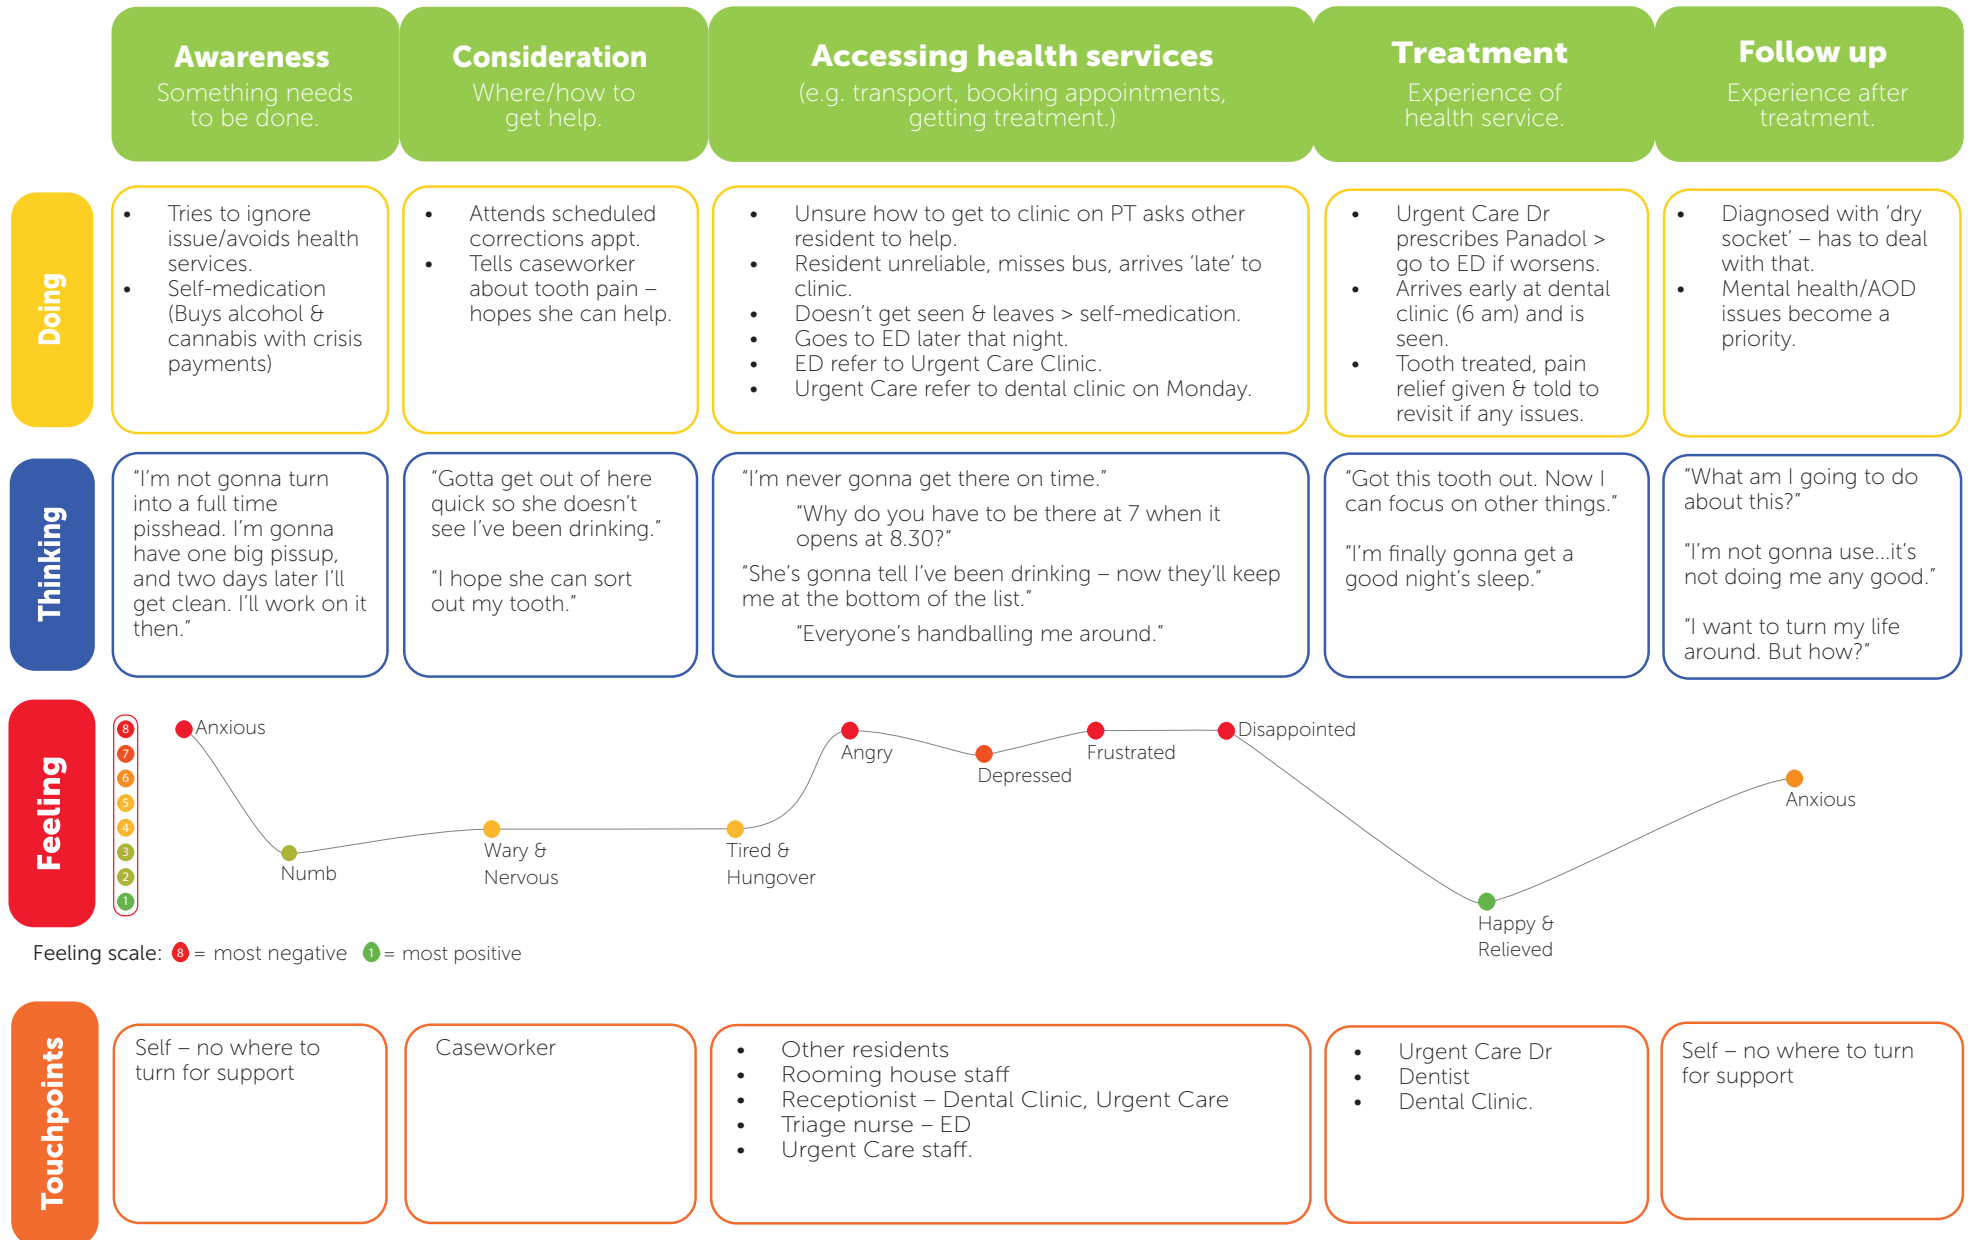 Awareness
Something needs
to be done.
Consideration
Where/how to
get help.
Accessing health services
(e.g. transport, booking appointments,
getting treatment.)
Treatment
Experience of
health service.
Follow up
Experience after
treatment.
Doing
• Tries to ignore
issue/avoids health
services.
• Self-medication
(Buys alcohol &
cannabis with crisis
payments)
• Attends scheduled
corrections appt.
• Tells caseworker
about tooth pain –
hopes she can help.
• Unsure how to get to clinic on PT asks other
resident to help.
• Resident unreliable, misses bus, arrives ‘late’ to
clinic.
• Doesn’t get seen & leaves > self-medication.
• Goes to ED later that night.
• ED refer to Urgent Care Clinic.
• Urgent Care refer to dental clinic on Monday.
• Urgent Care Dr
prescribes Panadol >
go to ED if worsens.
• Arrives early at dental
clinic (6 am) and is
seen.
• Tooth treated, pain
relief given & told to
revisit if any issues.
• Diagnosed with ‘dry
socket’ – has to deal
with that.
• Mental health/AOD
issues become a
priority.
Thinking
“I’m not gonna turn
into a full time
pisshead. I’m gonna
have one big pissup,
and two days later I’ll
get clean. I’ll work on it
then.”
“Gotta get out of here
quick so she doesn’t
see I’ve been drinking.”
“I hope she can sort
out my tooth.”
“I’m never gonna get there on time.”
“Why do you have to be there at 7 when it
opens at 8.30?”
“She’s gonna tell I’ve been drinking – now they’ll keep
me at the bottom of the list.”
“Everyone’s handballing me around.”
“Got this tooth out. Now I
can focus on other things.”
“I’m finally gonna get a
good night’s sleep.”
“What am I going to do
about this?”
“I’m not gonna use...it’s
not doing me any good.”
“I want to turn my life
around. But how?”
Feeling
8
7
6
5
4
3
2
1
Anxious
Numb
Wary &
Nervous
Tired &
Hungover
Angry
Depressed
Frustrated
Disappointed
Happy &
Relieved
Anxious
Feeling scale: 8 = most negative 1 = most positive
Touchpoints
Self – no where to
turn for support
Caseworker
• Other residents
• Rooming house staff
• Receptionist – Dental Clinic, Urgent Care
• Triage nurse – ED
• Urgent Care staff.
• Urgent Care Dr
• Dentist
• Dental Clinic.
Self – no where to turn
for support